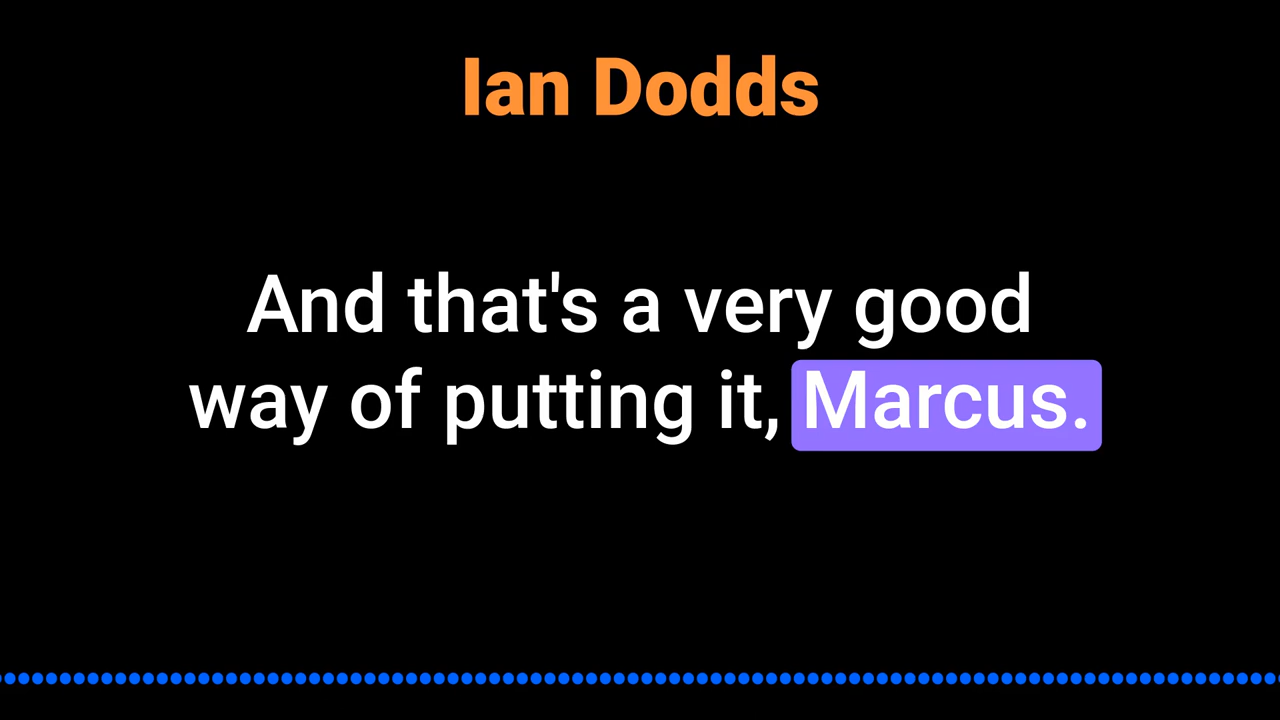 Ian Dodds
And that's a very good
way of putting it, Marcus.